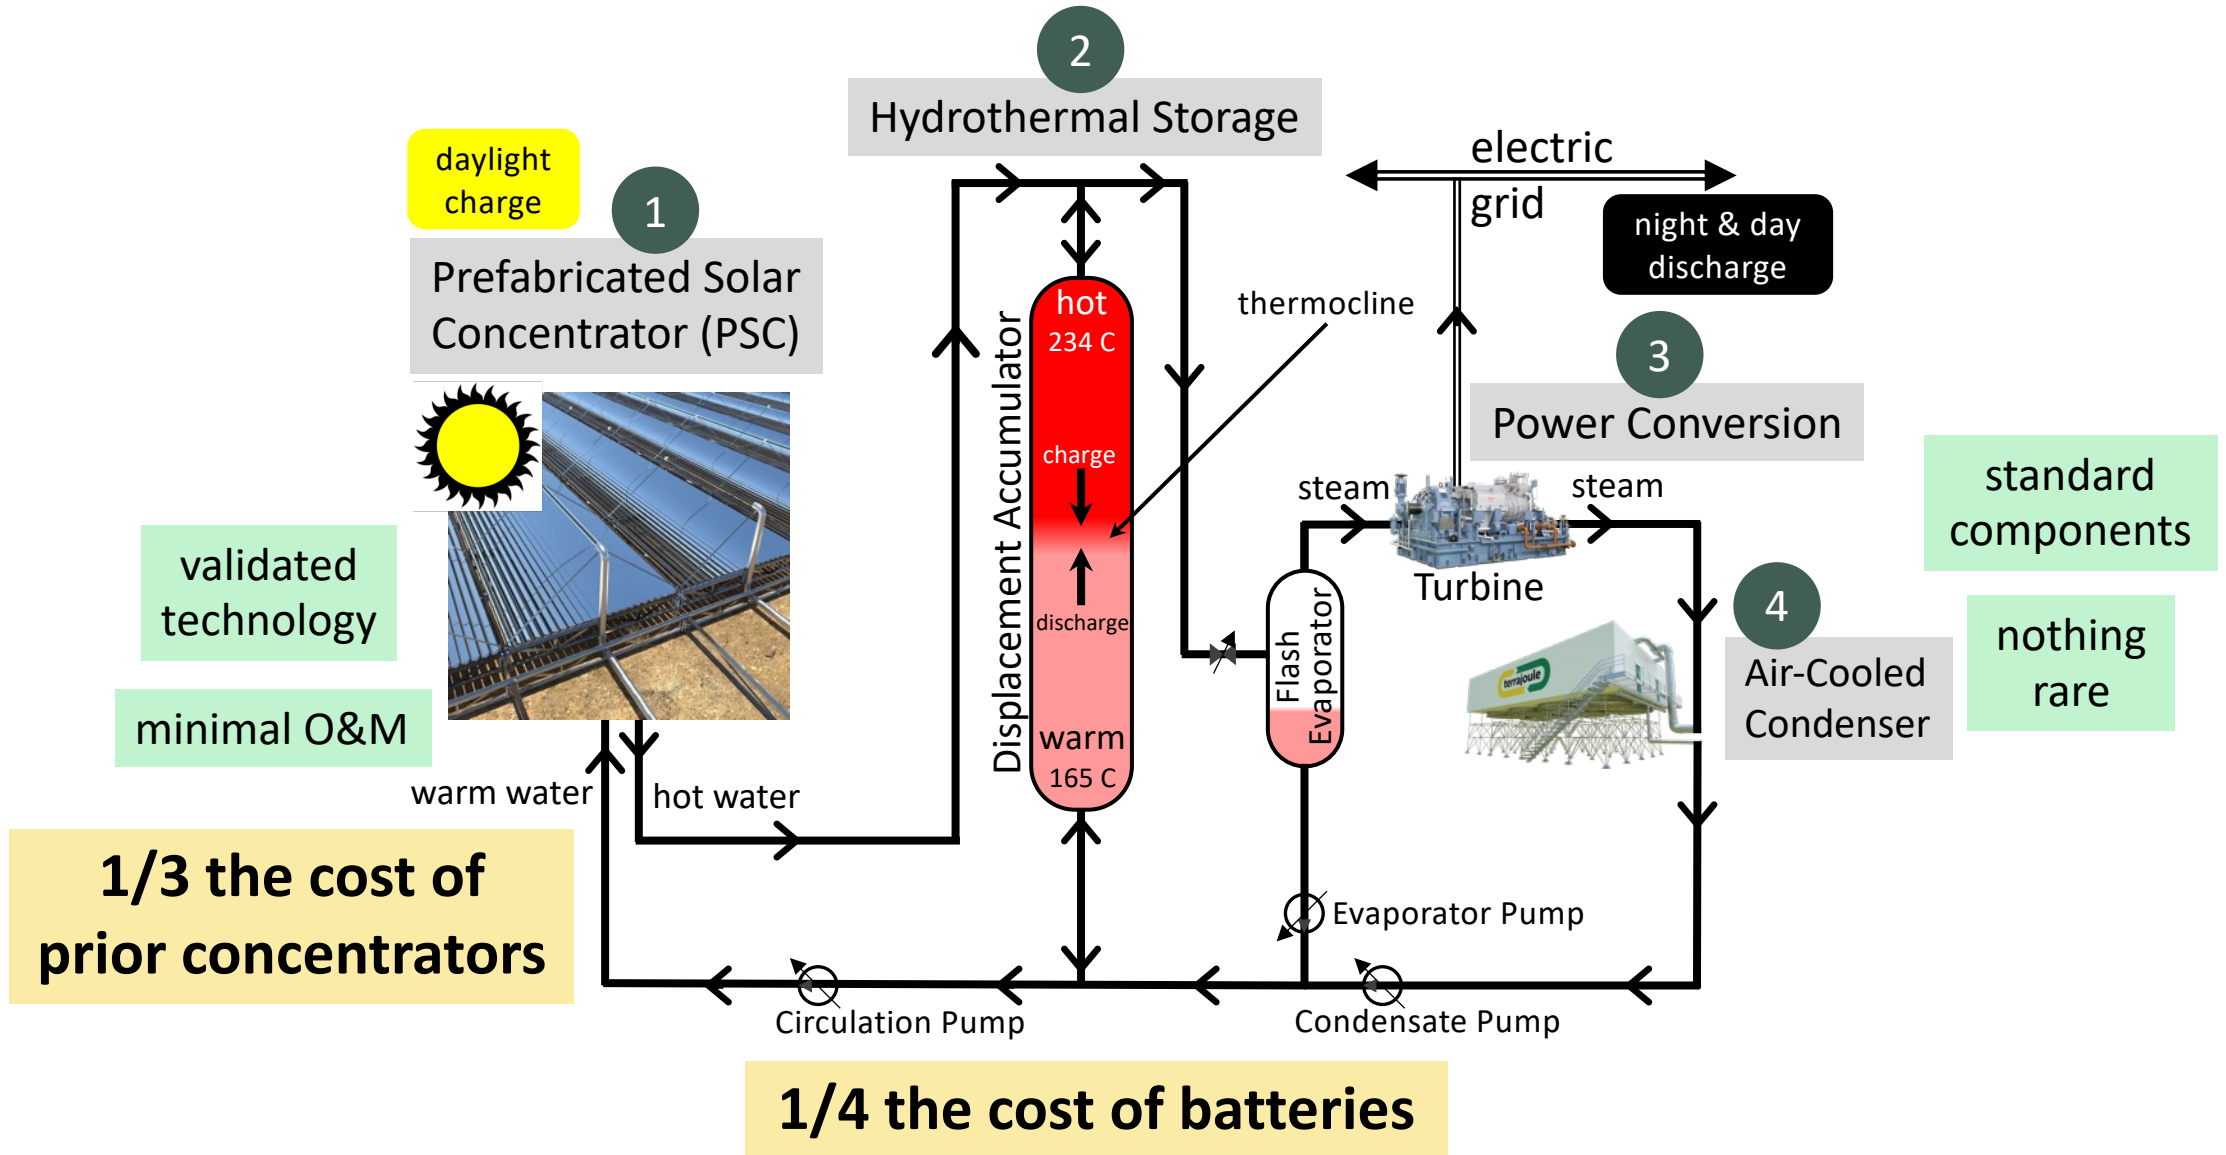 2
Hydrothermal Storage
daylight
charge
1
Prefabricated Solar
Concentrator (PSC)
electric
grid
night & day
discharge
hot
234 C
thermocline
3
Power Conversion
Displacement Accumulator
charge
discharge
warm
165 C
steam
steam
Turbine
standard
components
validated
technology
minimal O&M
Flash
Evaporator
terrajoule
4
Air-Cooled
Condenser
nothing
rare
warm water
hot water
1/3 the cost of
prior concentrators
Evaporator Pump
Circulation Pump
Condensate Pump
1/4 the cost of batteries